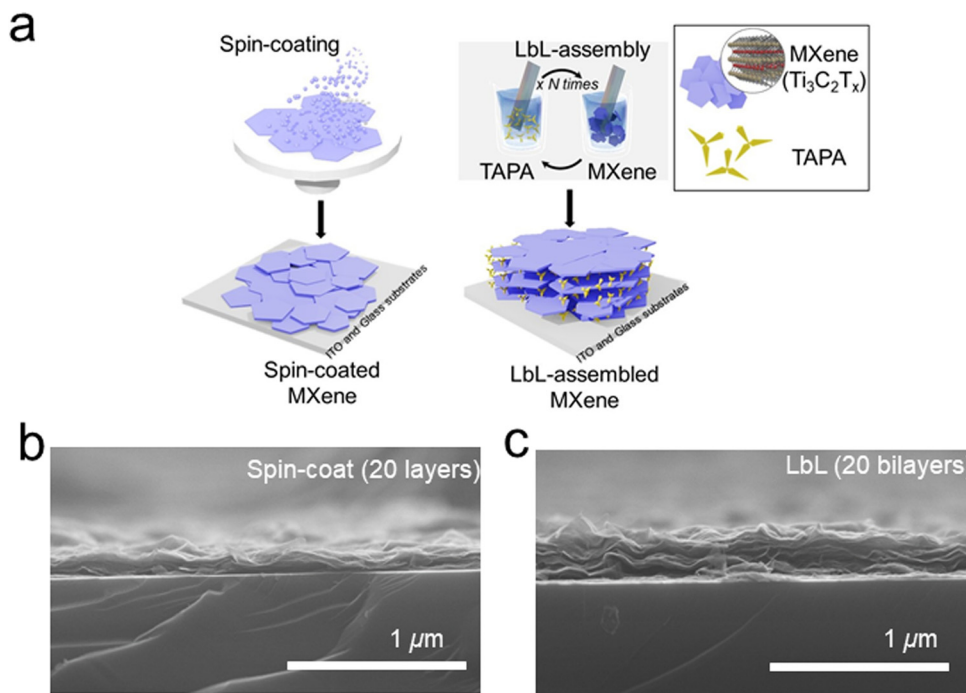 a
Spin-coating
LbL-assembly
x N times
TAPA
MXene
MXene
(Ti₃C₂Tₓ)
TAPA
ITO and Glass substrates
Spin-coated
MXene
ITO and Glass substrates
LbL-assembled
MXene
b
Spin-coat (20 layers)
1 µm
c
LbL (20 bilayers
1 µm